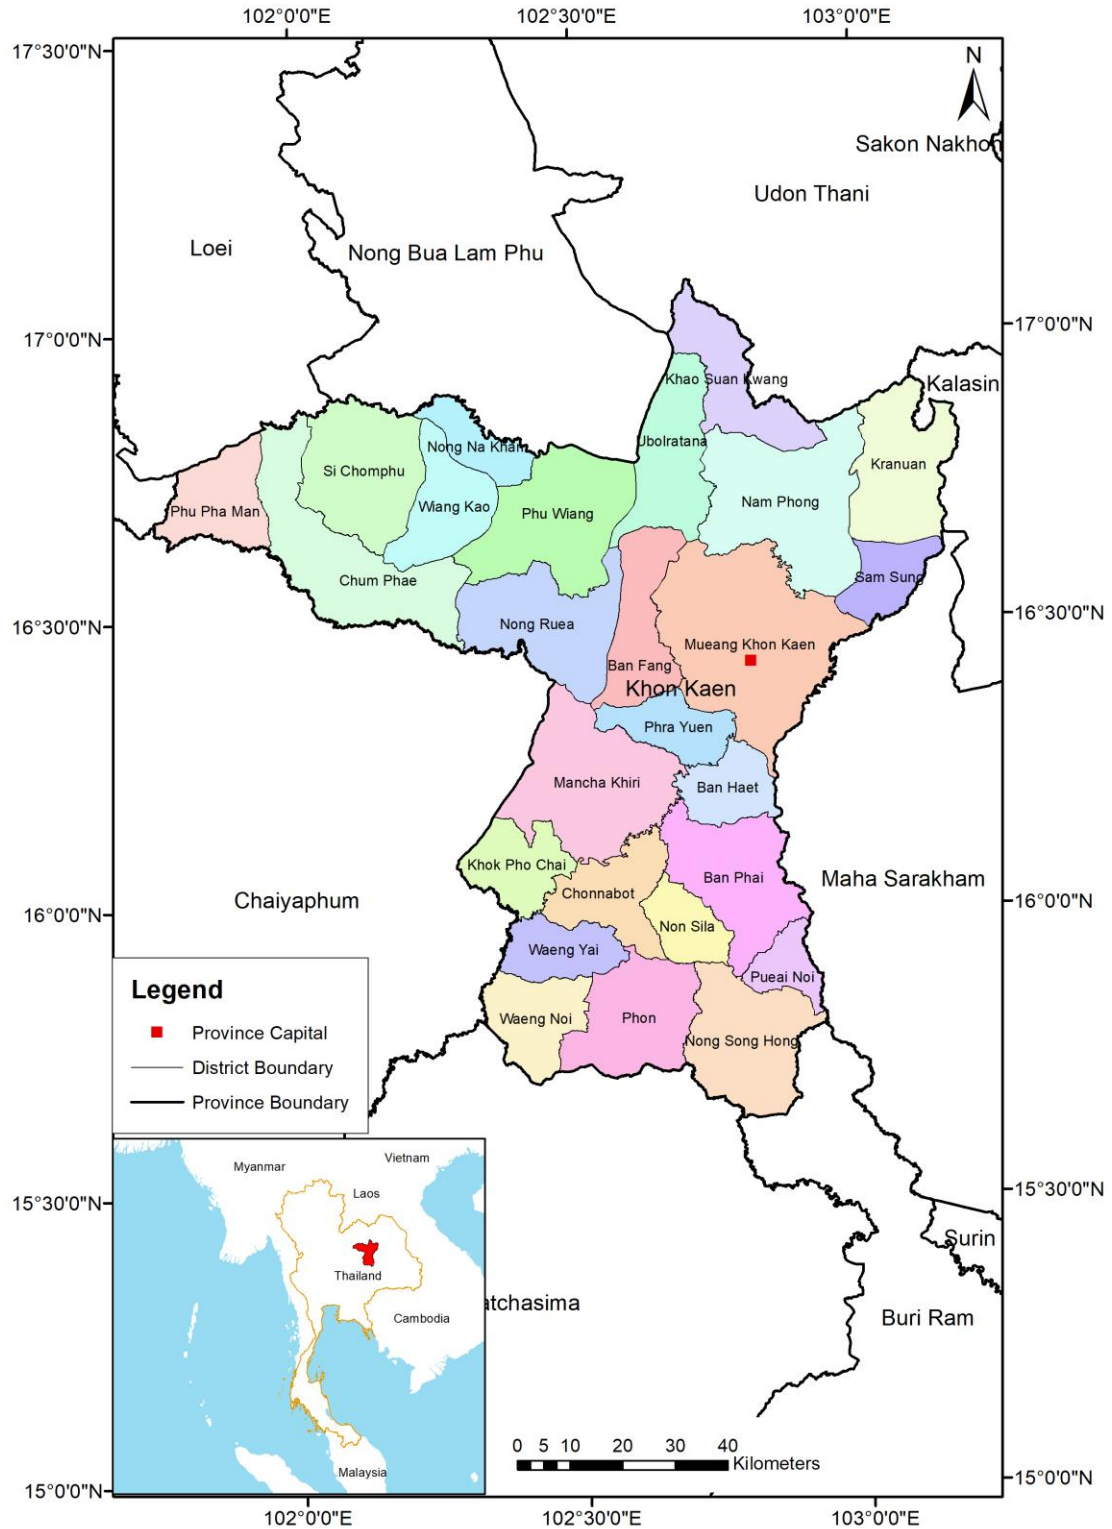 102°0'0"E
102°30'0"E
103°0'0"E
17°30'0"N
N
Sakon Nakhon
Udon Thani
Loei
Nong Bua Lam Phu
17°0'0"N
17°0'0"N
Khao Suan Kwang
Kalasin
Ubolratana
Nong Na Kham
Si Chomphu
Kranuan
Phu Pha Man
Wiang Kao
Phu Wiang
Nam Phong
Chum Phae
Sam Sung
16°30'0"N
16°30'0"N
Nong Ruea
Mueang Khon Kaen
Ban Fang
Khon Kaen
Phra Yuen
Mancha Khiri
Ban Haet
Khok Pho Chai
Ban Phai
Maha Sarakham
Chonnabot
Chaiyaphum
16°0'0"N
16°0'0"N
Non Sila
Waeng Yai
Pueai Noi
Waeng Noi
Phon
Nong Song Hong
Legend
Province Capital
District Boundary
Province Boundary
Myanmar
Vietnam
Laos
Thailand
Cambodia
Malaysia
15°30'0"N
15°30'0"N
Surin
atchasima
Buri Ram
0 5 10 20 30 40
Kilometers
15°0'0"N
15°0'0"N
102°0'0"E
102°30'0"E
103°0'0"E